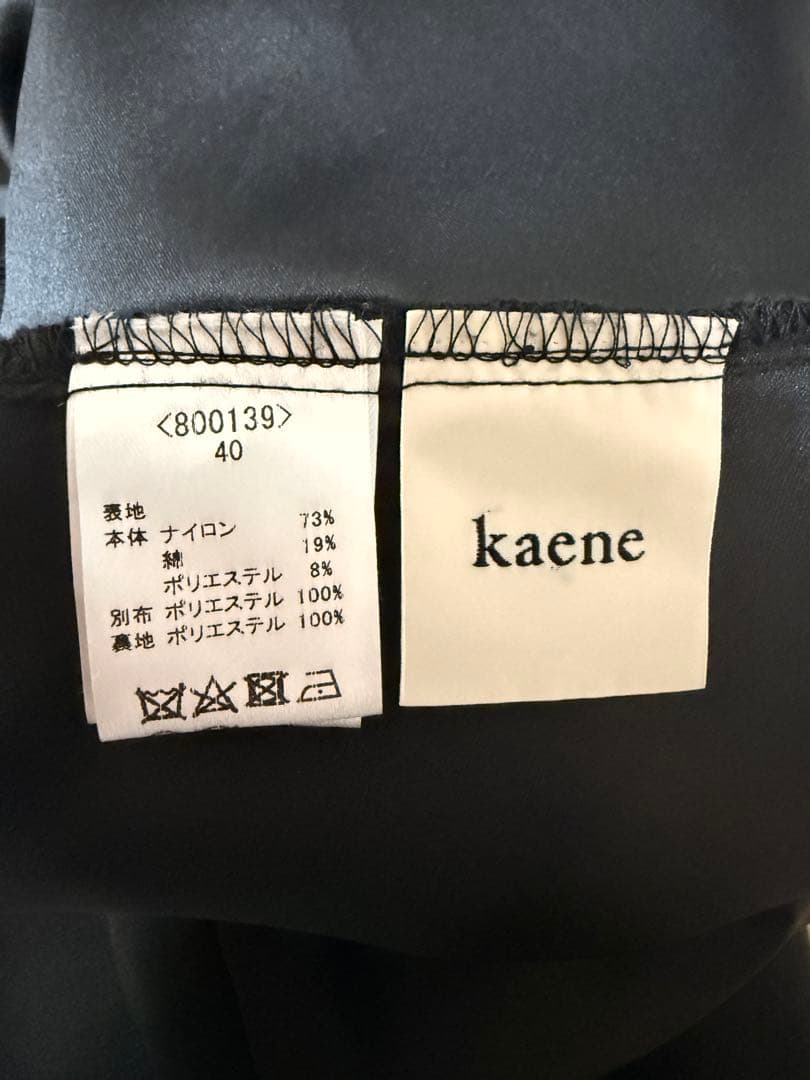 <800139>
40
表地
本体 ナイロン 73%
綿 19%
ポリエステル 8%
別布 ポリエステル 100%
裏地 ポリエステル 100%
kaene